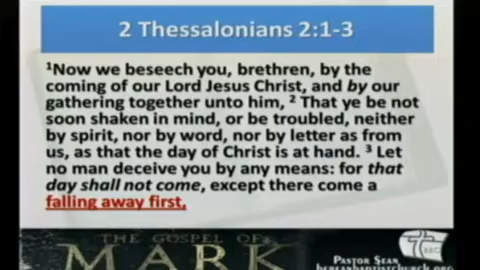 2 Thessalonians 2:1-3
¹Now we beseech you, brethren, by the
coming of our Lord Jesus Christ, and by our
gathering together unto him, ² That ye be not
soon shaken in mind, or be troubled, neither
by spirit, nor by word, nor by letter as from
us, as that the day of Christ is at hand. ³ Let
no man deceive you by any means: for that
day shall not come, except there come a
falling away first,
THE GOSPEL OF
MARK
PASTOR SEAN
bereanbaptistchurch.org